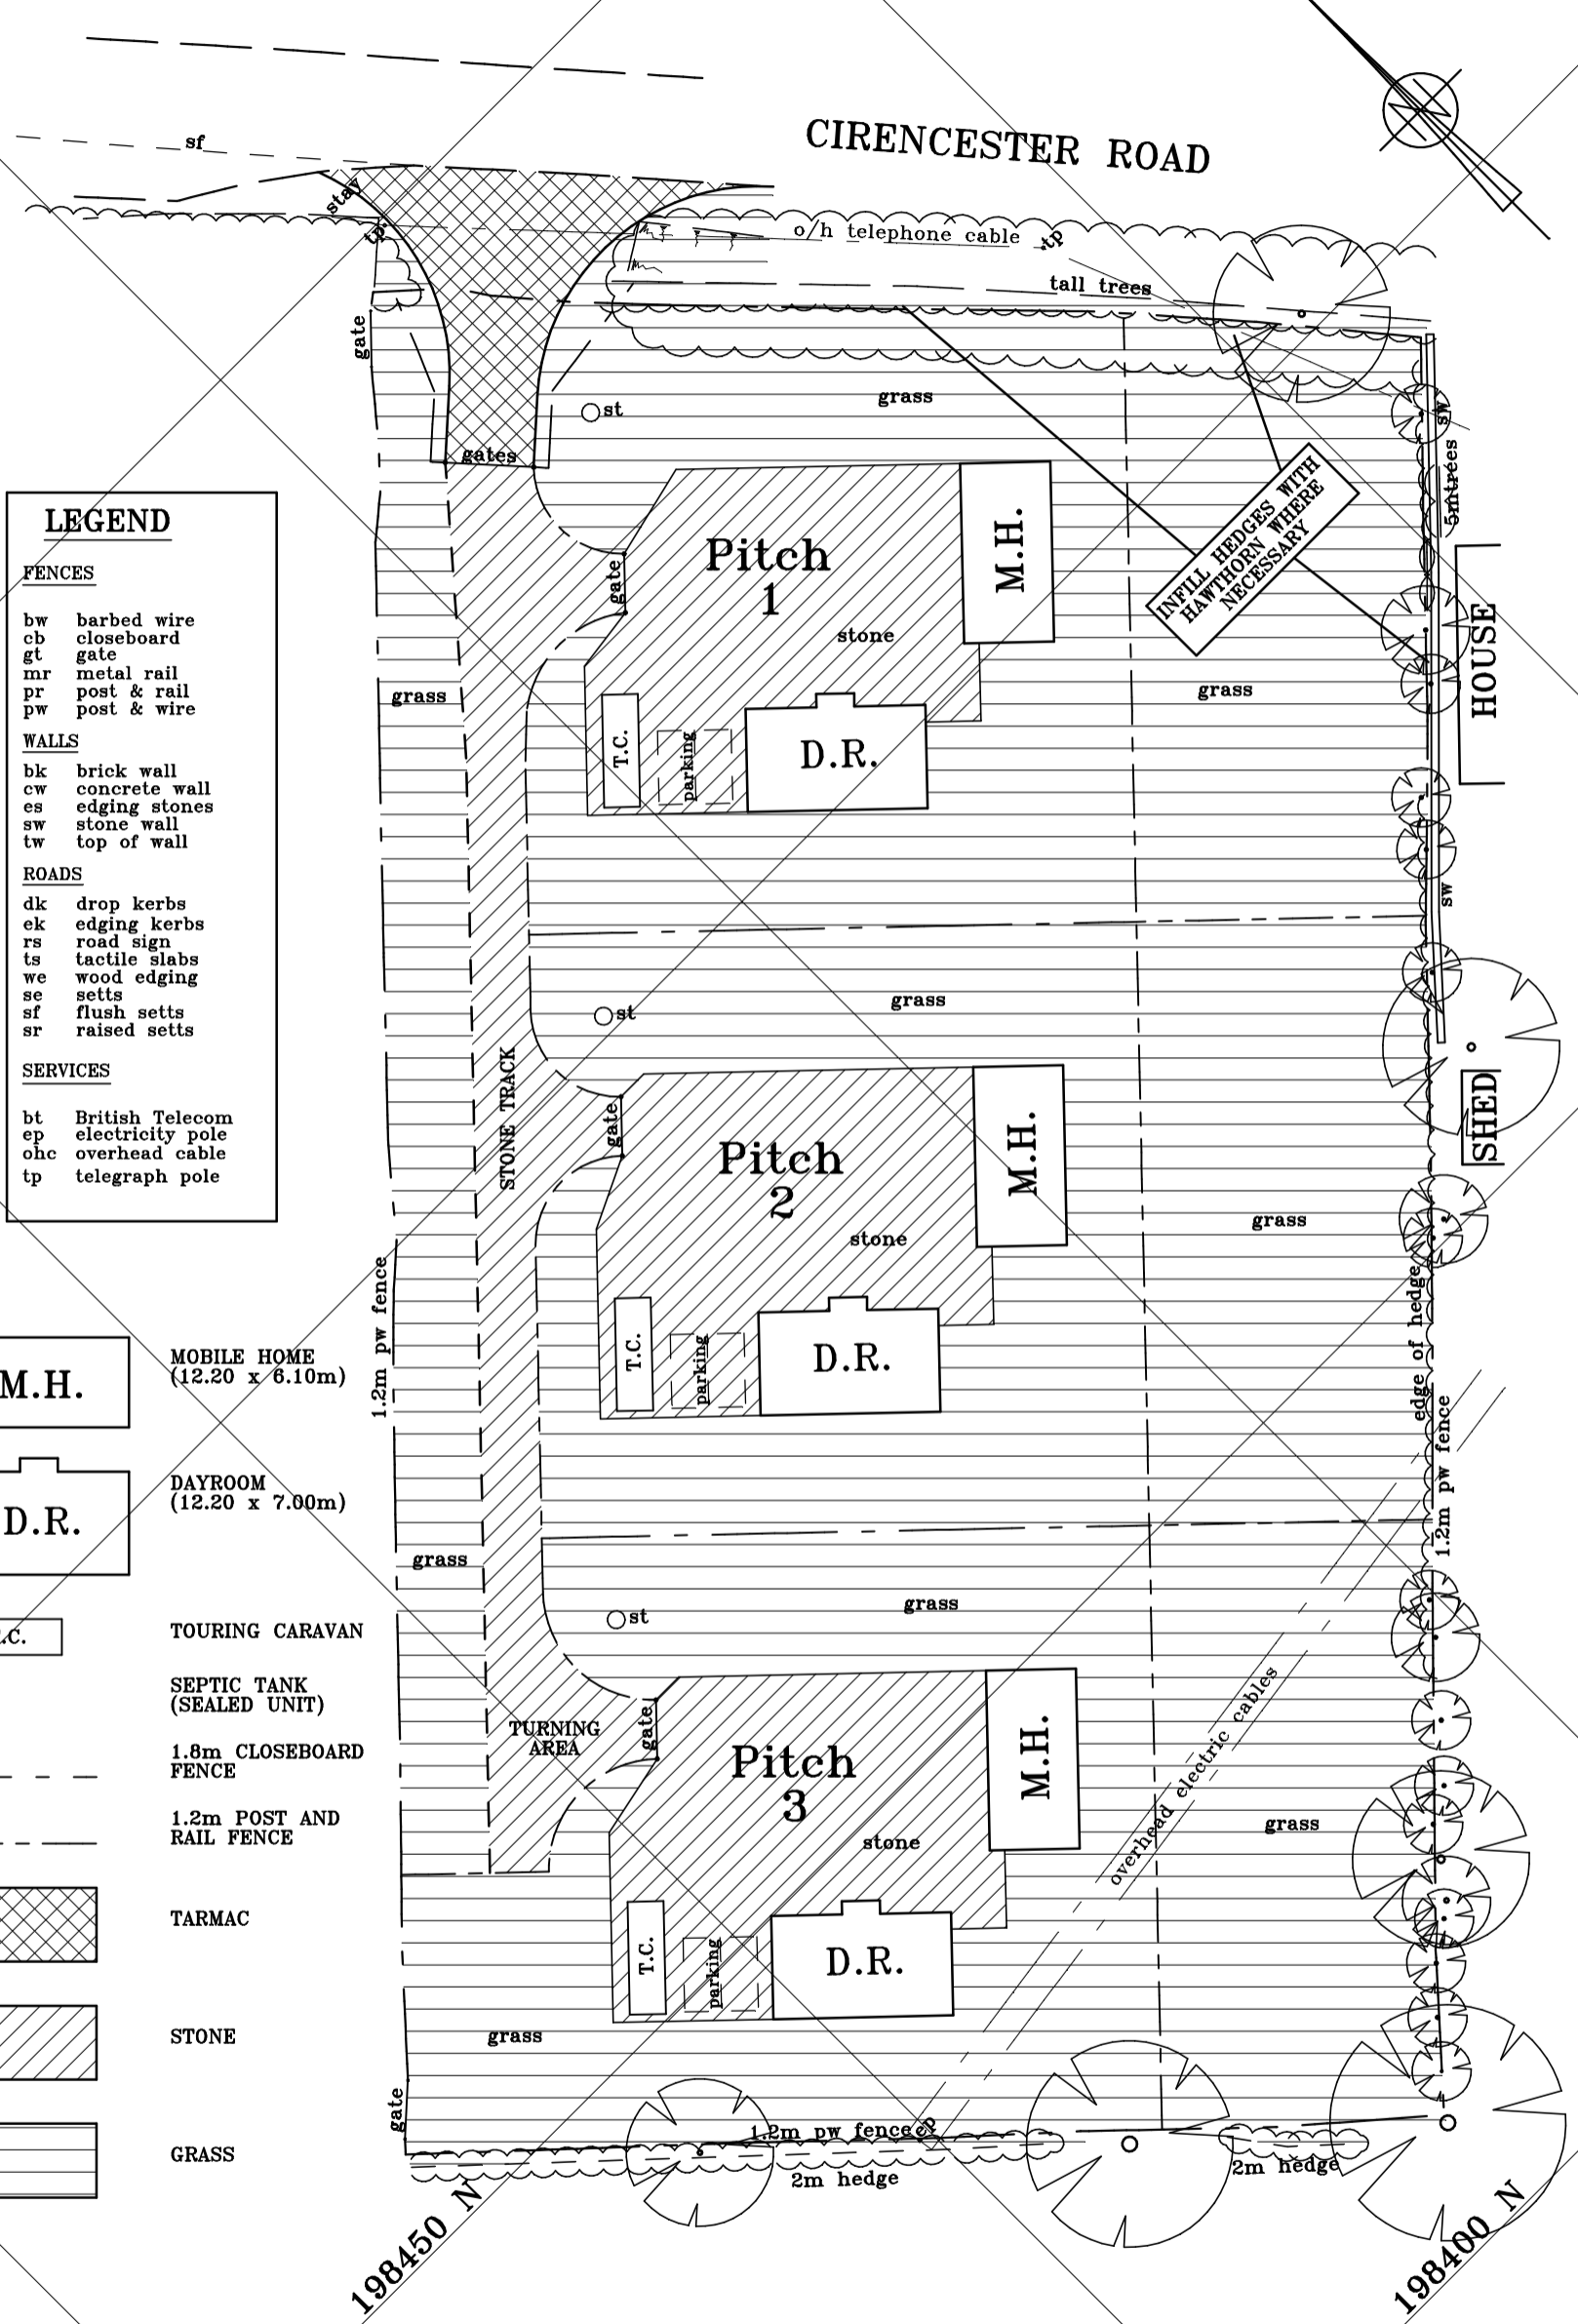 CIRENCESTER ROAD
sf
stay
tp
o/h telephone cable
tp
tall trees
gate
grass
st
gates
sw
5mtrees
INFILL HEDGES WITH
HAWTHORN WHERE
NECESSARY
LEGEND
FENCES
bw barbed wire
cb closeboard
gt gate
mr metal rail
pr post & rail
pw post & wire
WALLS
bk brick wall
cw concrete wall
es edging stones
sw stone wall
tw top of wall
ROADS
dk drop kerbs
ek edging kerbs
rs road sign
ts tactile slabs
we wood edging
se setts
sf flush setts
sr raised setts
SERVICES
bt British Telecom
ep electricity pole
ohc overhead cable
tp telegraph pole
Pitch
1
M.H.
gate
stone
HOUSE
grass
grass
T.C.
parking
D.R.
sw
grass
st
STONE TRACK
SHED
gate
Pitch
2
M.H.
stone
grass
1.2m pw fence
edge of hedge
T.C.
parking
D.R.
1.2m pw fence
M.H.
MOBILE HOME
(12.20 x 6.10m)
D.R.
DAYROOM
(12.20 x 7.00m)
grass
grass
st
.C.
TOURING CARAVAN
SEPTIC TANK
(SEALED UNIT)
1.8m CLOSEBOARD
FENCE
1.2m POST AND
RAIL FENCE
TARMAC
STONE
GRASS
TURNING
AREA
gate
Pitch
3
M.H.
stone
overhead electric cables
grass
T.C.
parking
D.R.
grass
gate
1.2m pw fence
ep
2m hedge
2m hedge
198450 N
198400 N